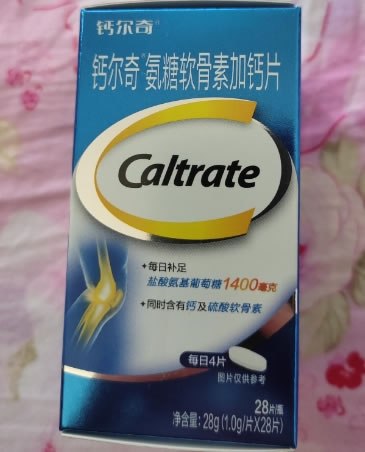 钙尔奇®
钙尔奇®氨糖软骨素加钙片
Caltrate
✦每日补足
盐酸氨基葡萄糖1400毫克
✦同时含有钙及硫酸软骨素
每日4片
图片仅供参考
28片/瓶
净含量:28g(1.0g/片X28片)